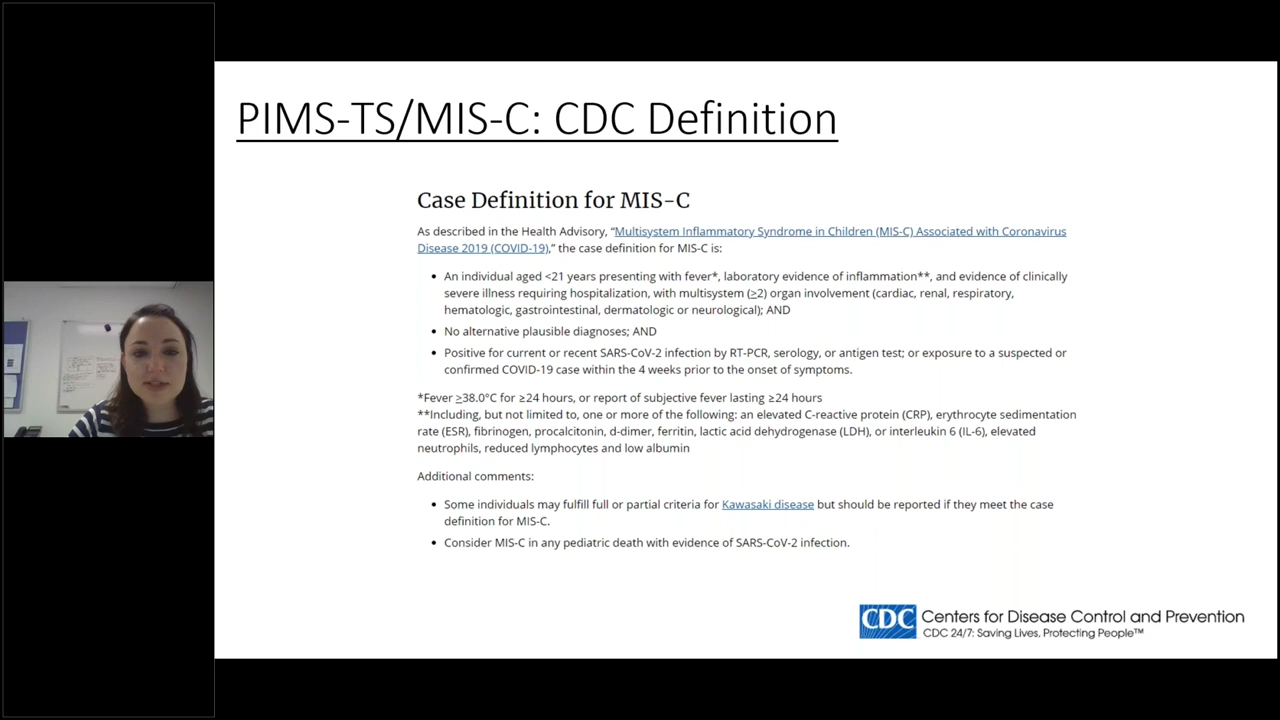 PIMS-TS/MIS-C: CDC Definition
Case Definition for MIS-C
As described in the Health Advisory, “Multisystem Inflammatory Syndrome in Children (MIS-C) Associated with Coronavirus
Disease 2019 (COVID-19),” the case definition for MIS-C is:
• An individual aged <21 years presenting with fever*, laboratory evidence of inflammation**, and evidence of clinically
severe illness requiring hospitalization, with multisystem (≥2) organ involvement (cardiac, renal, respiratory,
hematologic, gastrointestinal, dermatologic or neurological); AND
• No alternative plausible diagnoses; AND
• Positive for current or recent SARS-CoV-2 infection by RT-PCR, serology, or antigen test; or exposure to a suspected or
confirmed COVID-19 case within the 4 weeks prior to the onset of symptoms.
*Fever ≥38.0°C for ≥24 hours, or report of subjective fever lasting ≥24 hours
**Including, but not limited to, one or more of the following: an elevated C-reactive protein (CRP), erythrocyte sedimentation
rate (ESR), fibrinogen, procalcitonin, d-dimer, ferritin, lactic acid dehydrogenase (LDH), or interleukin 6 (IL-6), elevated
neutrophils, reduced lymphocytes and low albumin
Additional comments:
• Some individuals may fulfill full or partial criteria for Kawasaki disease but should be reported if they meet the case
definition for MIS-C.
• Consider MIS-C in any pediatric death with evidence of SARS-CoV-2 infection.
CDC Centers for Disease Control and Prevention
CDC 24/7: Saving Lives, Protecting People™